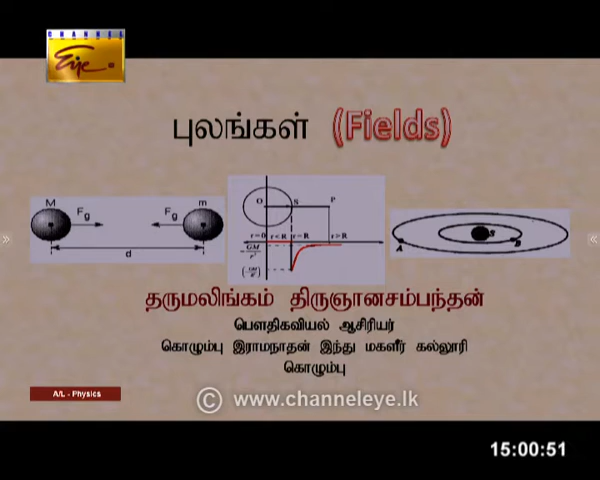 CHANNEL
Eye
புலங்கள் (Fields)
M m
Fg Fg
d
O S P
r=0 r<R r=R r>R
S
A B
தருமலிங்கம் திருஞானசம்பந்தன்
பௌதிகவியல் ஆசிரியர்
கொழும்பு இராமநாதன் இந்து மகளிர் கல்லூரி
கொழும்பு
A/L - Physics
© www.channeleye.lk
15:00:51